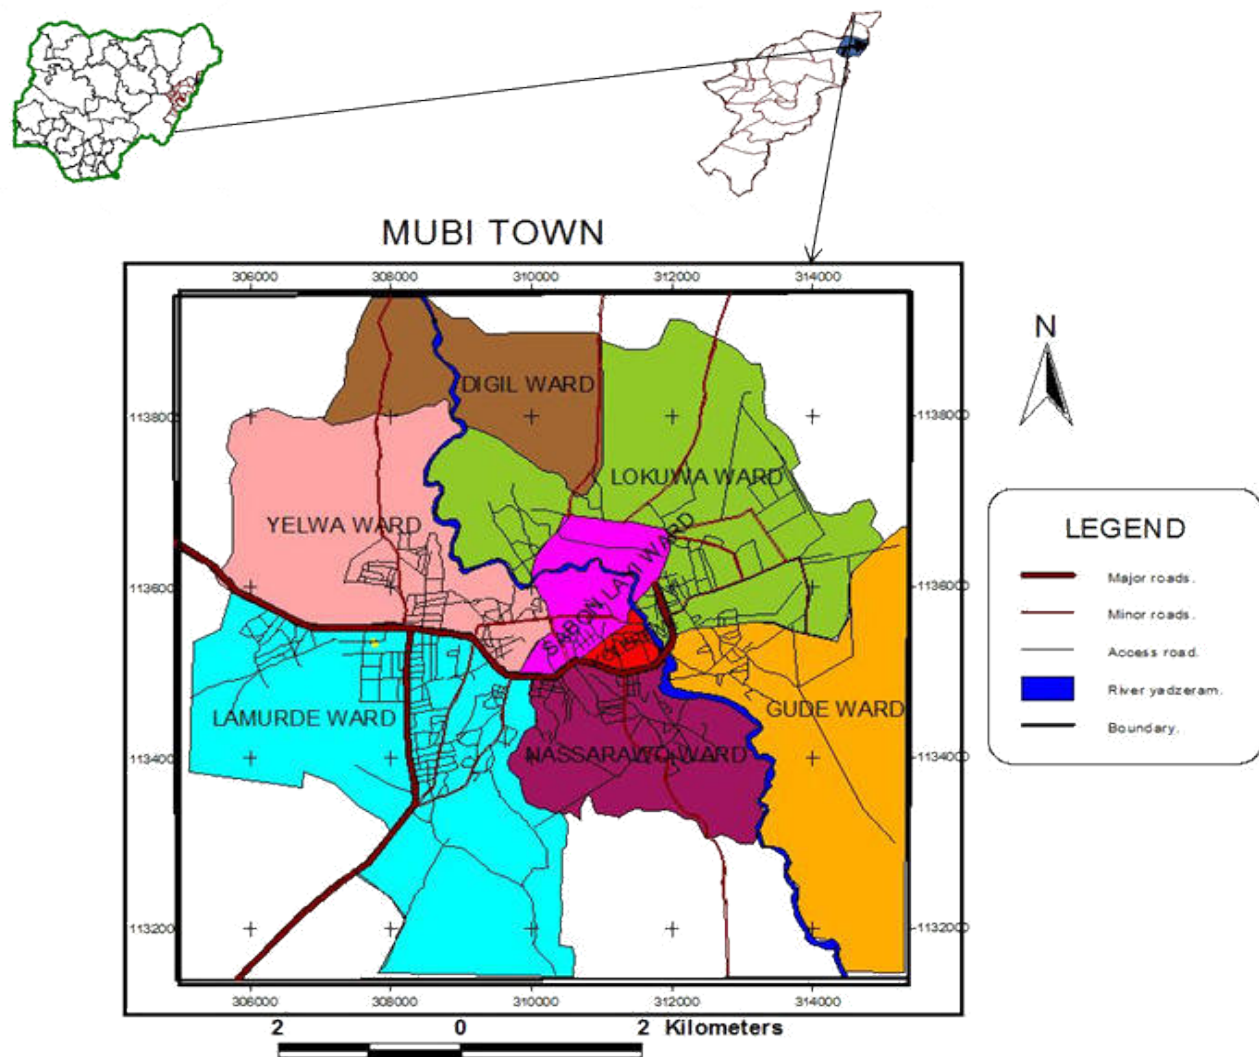 MUBI TOWN
306000 308000 310000 312000 314000
N
DIGIL WARD
1138000 1138000
LOKUWA WARD
YELWA WARD
LEGEND
Major roads.
Minor roads.
Access road.
River yadzeram.
Boundary.
1136000 1136000
SABON LAYI WARD
LAMURDE WARD
GUDE WARD
NASSARAWO WARD
1134000 1134000
1132000 1132000
306000 308000 310000 312000 314000
2 0 2 Kilometers